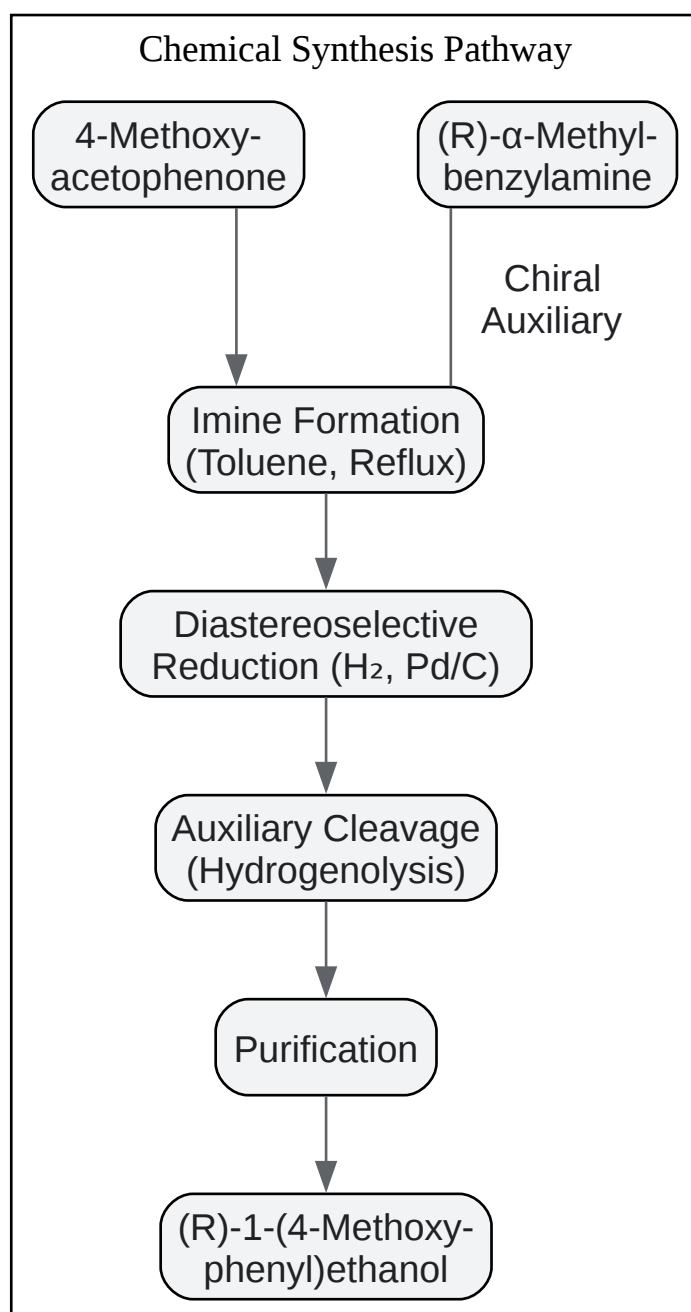 Chemical Synthesis Pathway
4-Methoxy-
acetophenone
(R)-α-Methyl-
benzylamine
Chiral
Auxiliary
Imine Formation
(Toluene, Reflux)
Diastereoselective
Reduction (H₂, Pd/C)
Auxiliary Cleavage
(Hydrogenolysis)
Purification
(R)-1-(4-Methoxy-
phenyl)ethanol